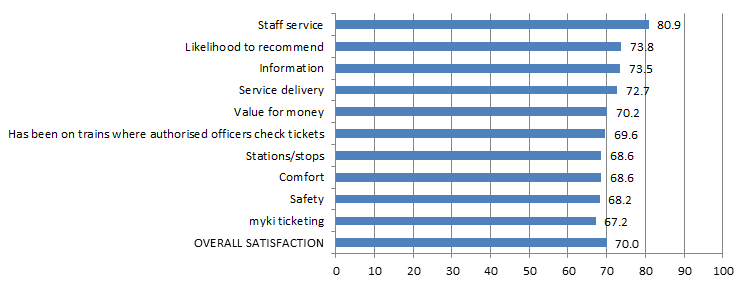 Staff service 80.9
Likelihood to recommend 73.8
Information 73.5
Service delivery 72.7
Value for money 70.2
Has been on trains where authorised officers check tickets 69.6
Stations/stops 68.6
Comfort 68.6
Safety 68.2
myki ticketing 67.2
OVERALL SATISFACTION 70.0
0 10 20 30 40 50 60 70 80 90 100